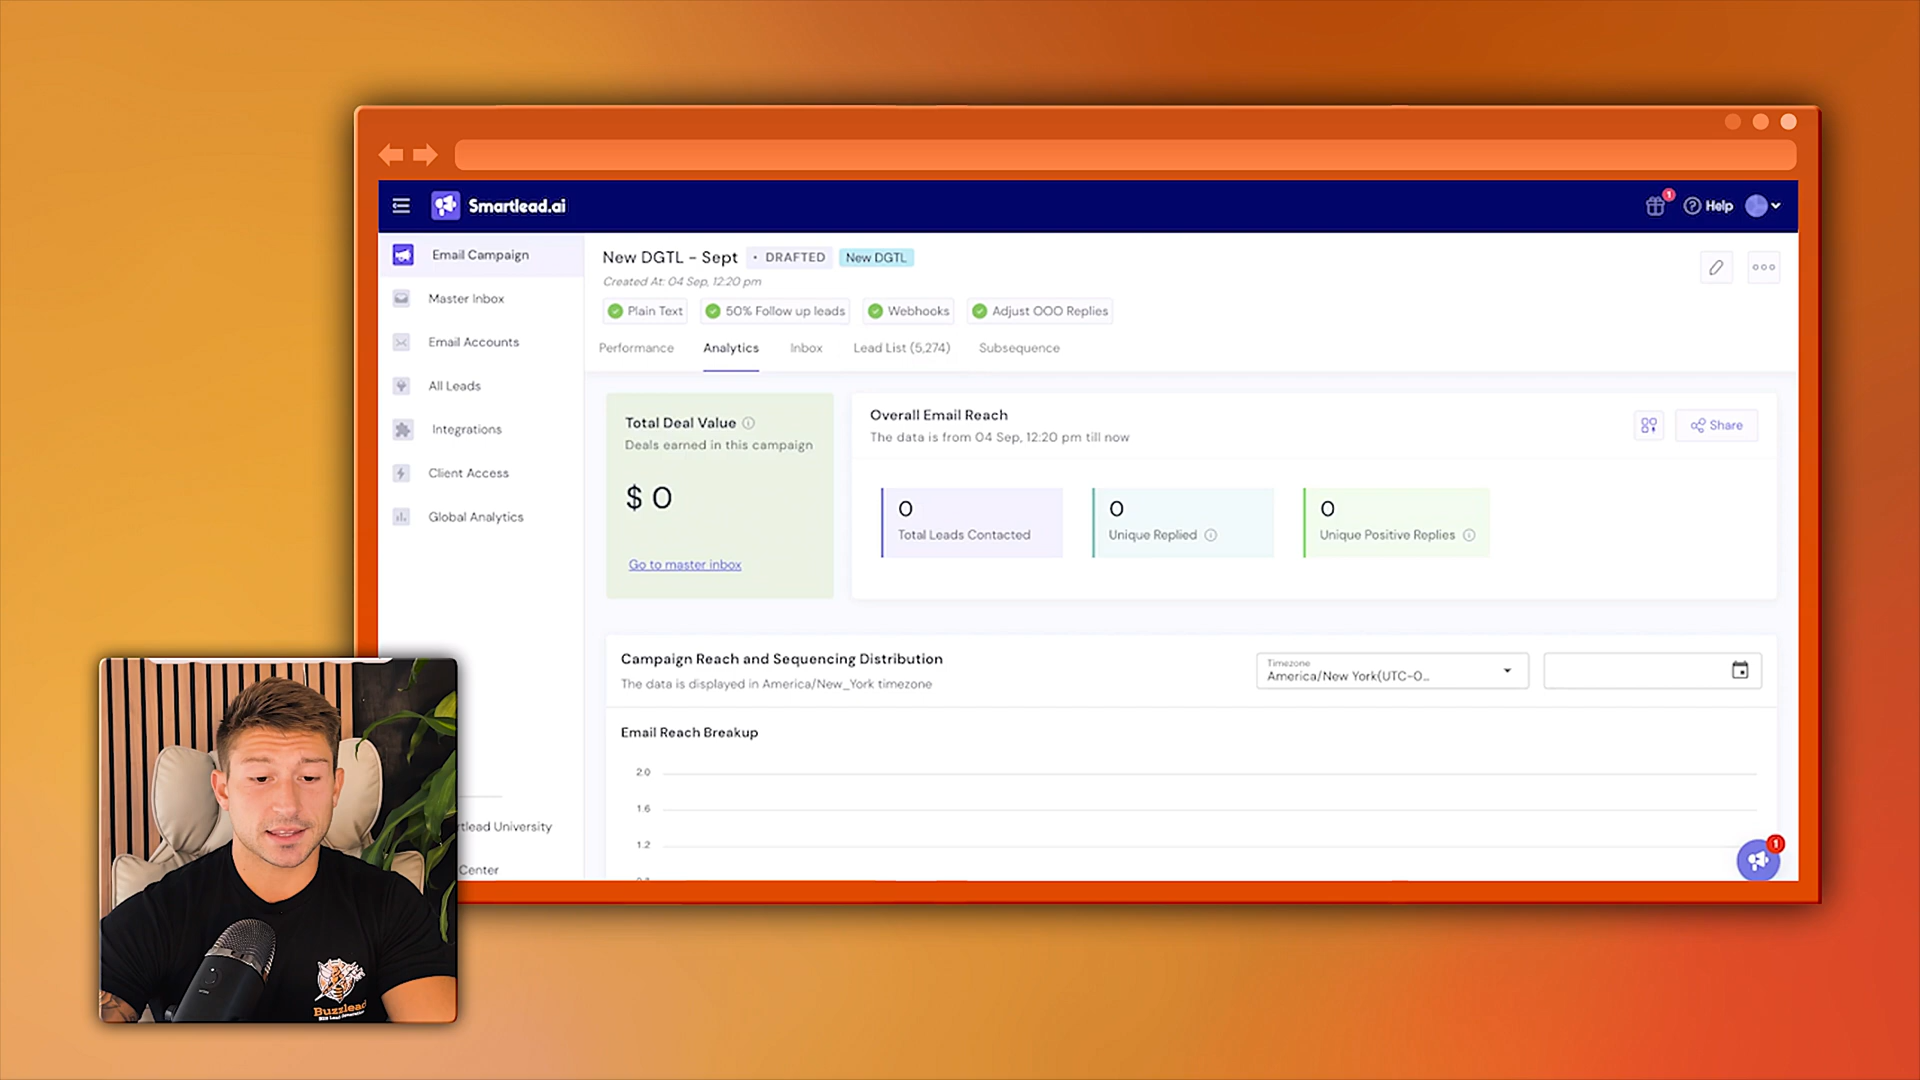 Smartlead.ai
1
Help
Email Campaign
Master Inbox
Email Accounts
All Leads
Integrations
Client Access
Global Analytics
rtlead University
Center
New DGTL - Sept
• DRAFTED
New DGTL
Created At: 04 Sep, 12:20 pm
Plain Text
50% Follow up leads
Webhooks
Adjust OOO Replies
Performance
Analytics
Inbox
Lead List (5,274)
Subsequence
Total Deal Value
Deals earned in this campaign
$ 0
Go to master inbox
Overall Email Reach
The data is from 04 Sep, 12:20 pm till now
Share
0
Total Leads Contacted
0
Unique Replied
0
Unique Positive Replies
Campaign Reach and Sequencing Distribution
The data is displayed in America/New_York timezone
Timezone
America/New York(UTC-0...
Email Reach Breakup
2.0
1.6
1.2
1
Buzzlead